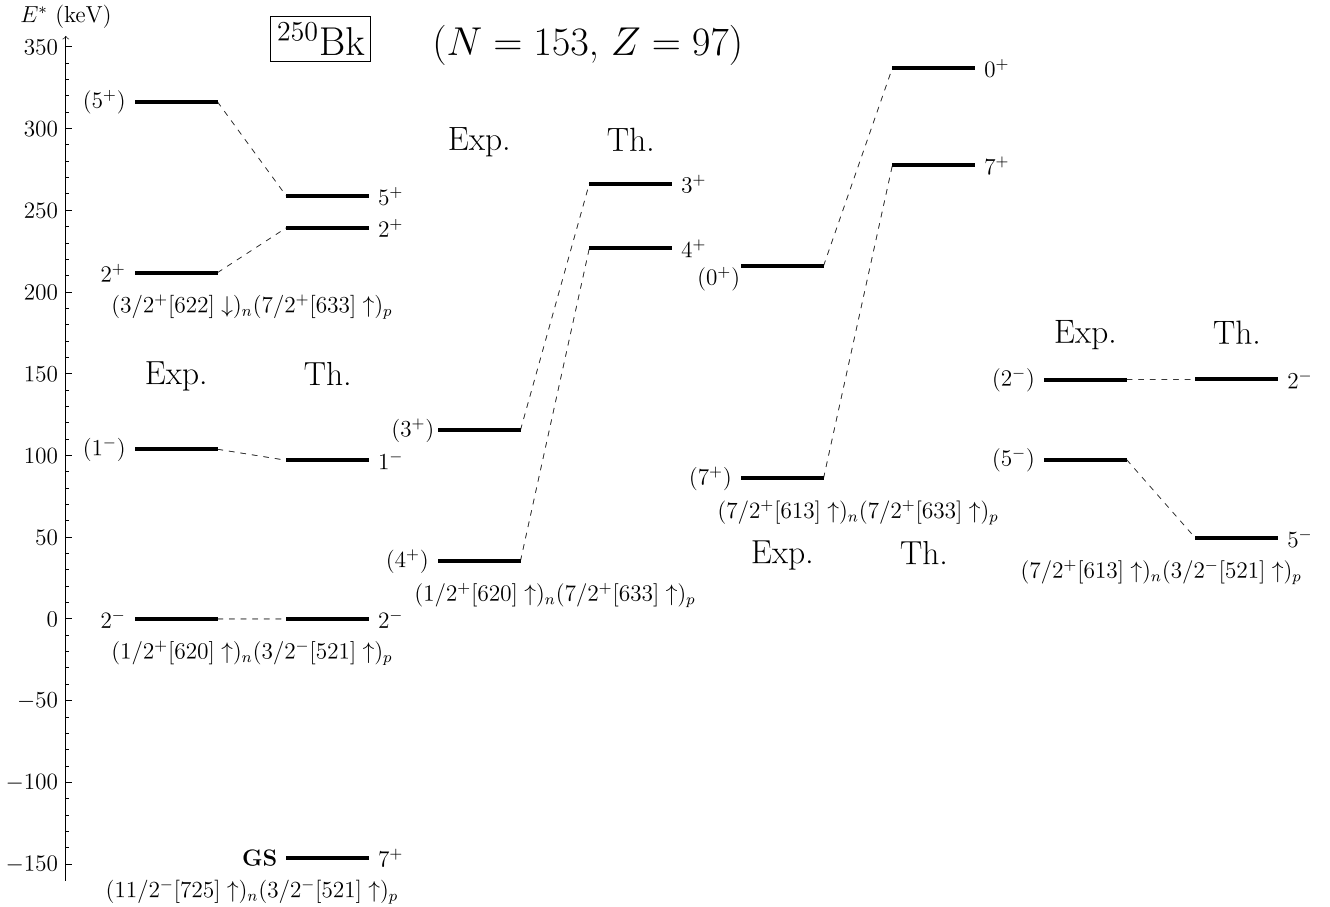 E* (keV)
²⁵⁰Bk (N = 153, Z = 97)
350
300
250
200
150
100
50
0
−50
−100
−150
(5⁺)
5⁺
2⁺
2⁺
(3/2⁺[622] ↓)ₙ(7/2⁺[633] ↑)ₚ
Exp. Th.
(1⁻)
1⁻
2⁻
2⁻
(1/2⁺[620] ↑)ₙ(3/2⁻[521] ↑)ₚ
GS 7⁺
(11/2⁻[725] ↑)ₙ(3/2⁻[521] ↑)ₚ
Exp. Th.
3⁺
4⁺
(3⁺)
(4⁺)
(1/2⁺[620] ↑)ₙ(7/2⁺[633] ↑)ₚ
0⁺
7⁺
(0⁺)
(7⁺)
(7/2⁺[613] ↑)ₙ(7/2⁺[633] ↑)ₚ
Exp. Th.
Exp. Th.
(2⁻)
2⁻
(5⁻)
5⁻
(7/2⁺[613] ↑)ₙ(3/2⁻[521] ↑)ₚ